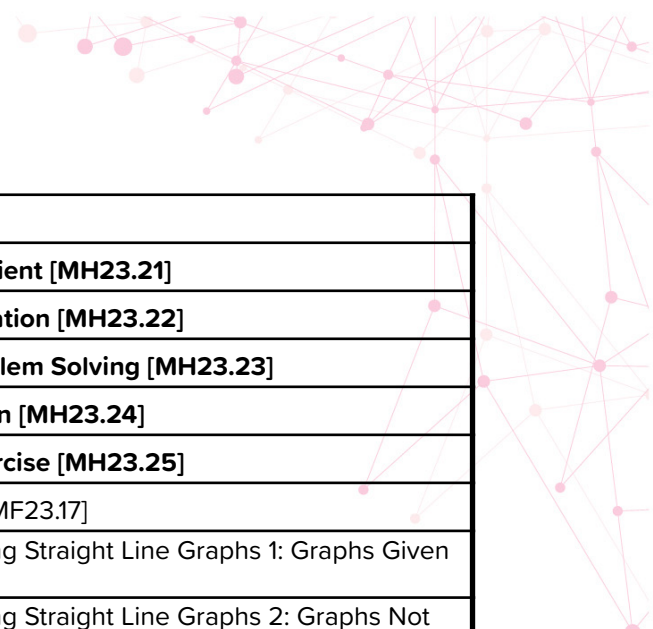 ient [MH23.21]
ation [MH23.22]
lem Solving [MH23.23]
n [MH23.24]
rcise [MH23.25]
MF23.17]
g Straight Line Graphs 1: Graphs Given
g Straight Line Graphs 2: Graphs Not